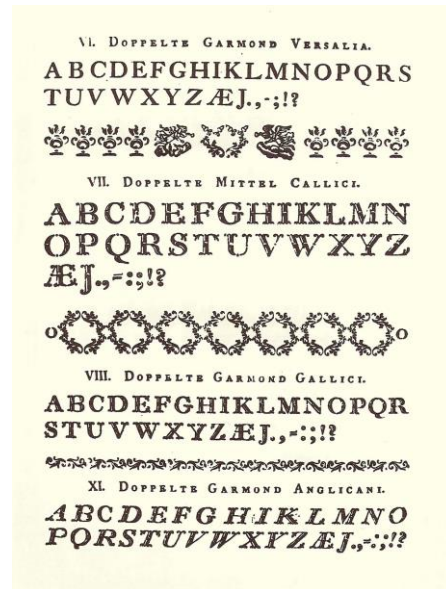 VI. DOPPELTE GARMOND VERSALIA.
ABCDEFGHIKLMNOPQRS
TUVWXYZÆJ.,-;!?
VII. DOPPELTE MITTEL CALLICI.
ABCDEFGHIKLMN
OPQRSTUVWXYZ
ÆJ.,=:;!?
O O
VIII. DOPPELTE GARMOND GALLICI.
ABCDEFGHIKLMNOPQR
STUVWXYZÆJ.,=:;!?
XI. DOPPELTE GARMOND ANGLICANI.
ABCDEFGHIKLMNO
PQRSTUVWXYZÆJ.,=:;!?